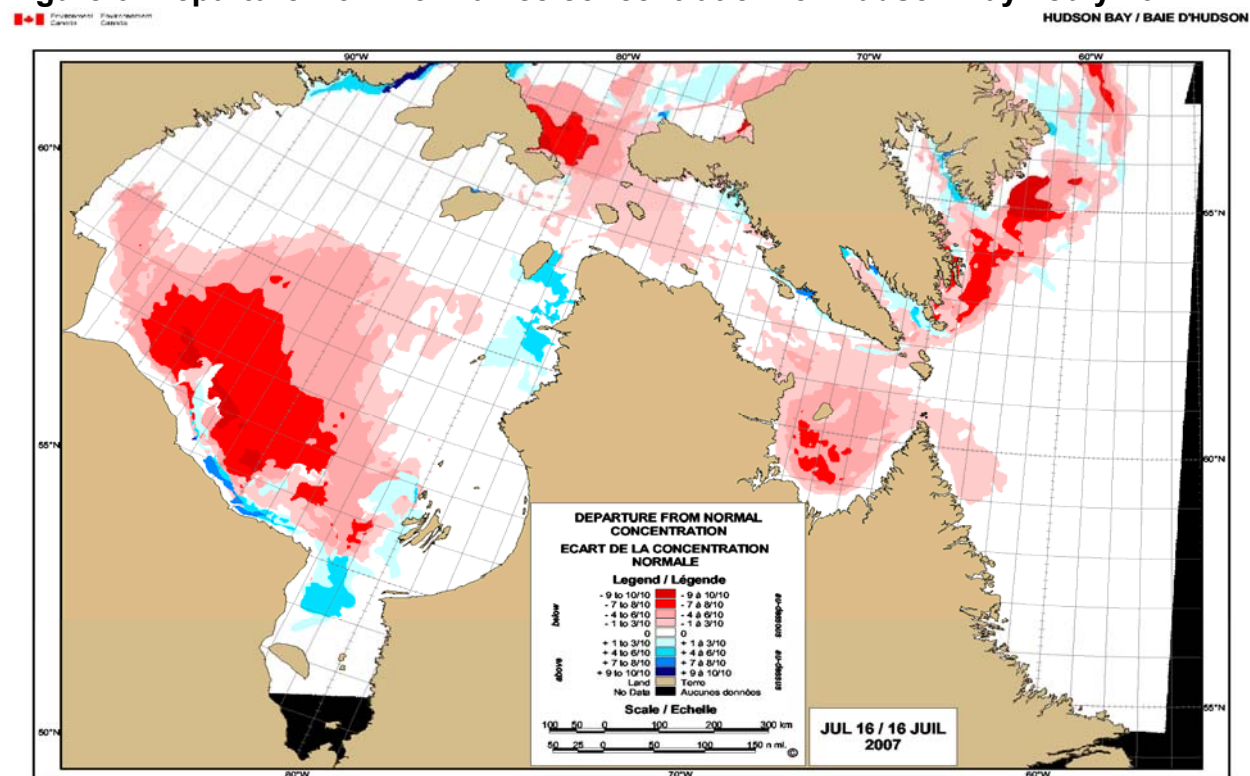 Environment Environnement
Canada Canada
HUDSON BAY / BAIE D'HUDSON
90°W
80°W
70°W
60°W
60°N
65°N
55°N
60°N
50°N
55°N
80°W
70°W
60°W
DEPARTURE FROM NORMAL
CONCENTRATION
ECART DE LA CONCENTRATION
NORMALE
Legend / Légende
- 9 to 10/10 - 9 à 10/10
- 7 to 8/10 - 7 à 8/10
- 4 to 6/10 - 4 à 6/10
- 1 to 3/10 - 1 à 3/10
0 0
+ 1 to 3/10 + 1 à 3/10
+ 4 to 6/10 + 4 à 6/10
+ 7 to 8/10 + 7 à 8/10
+ 9 to 10/10 + 9 à 10/10
Land Terre
No Data Aucunes données
below
above
au-dessous
au-dessus
Scale / Echelle
100 50 0 100 200 300 km
50 25 0 50 100 150 n mi.
©
JUL 16 / 16 JUIL
2007